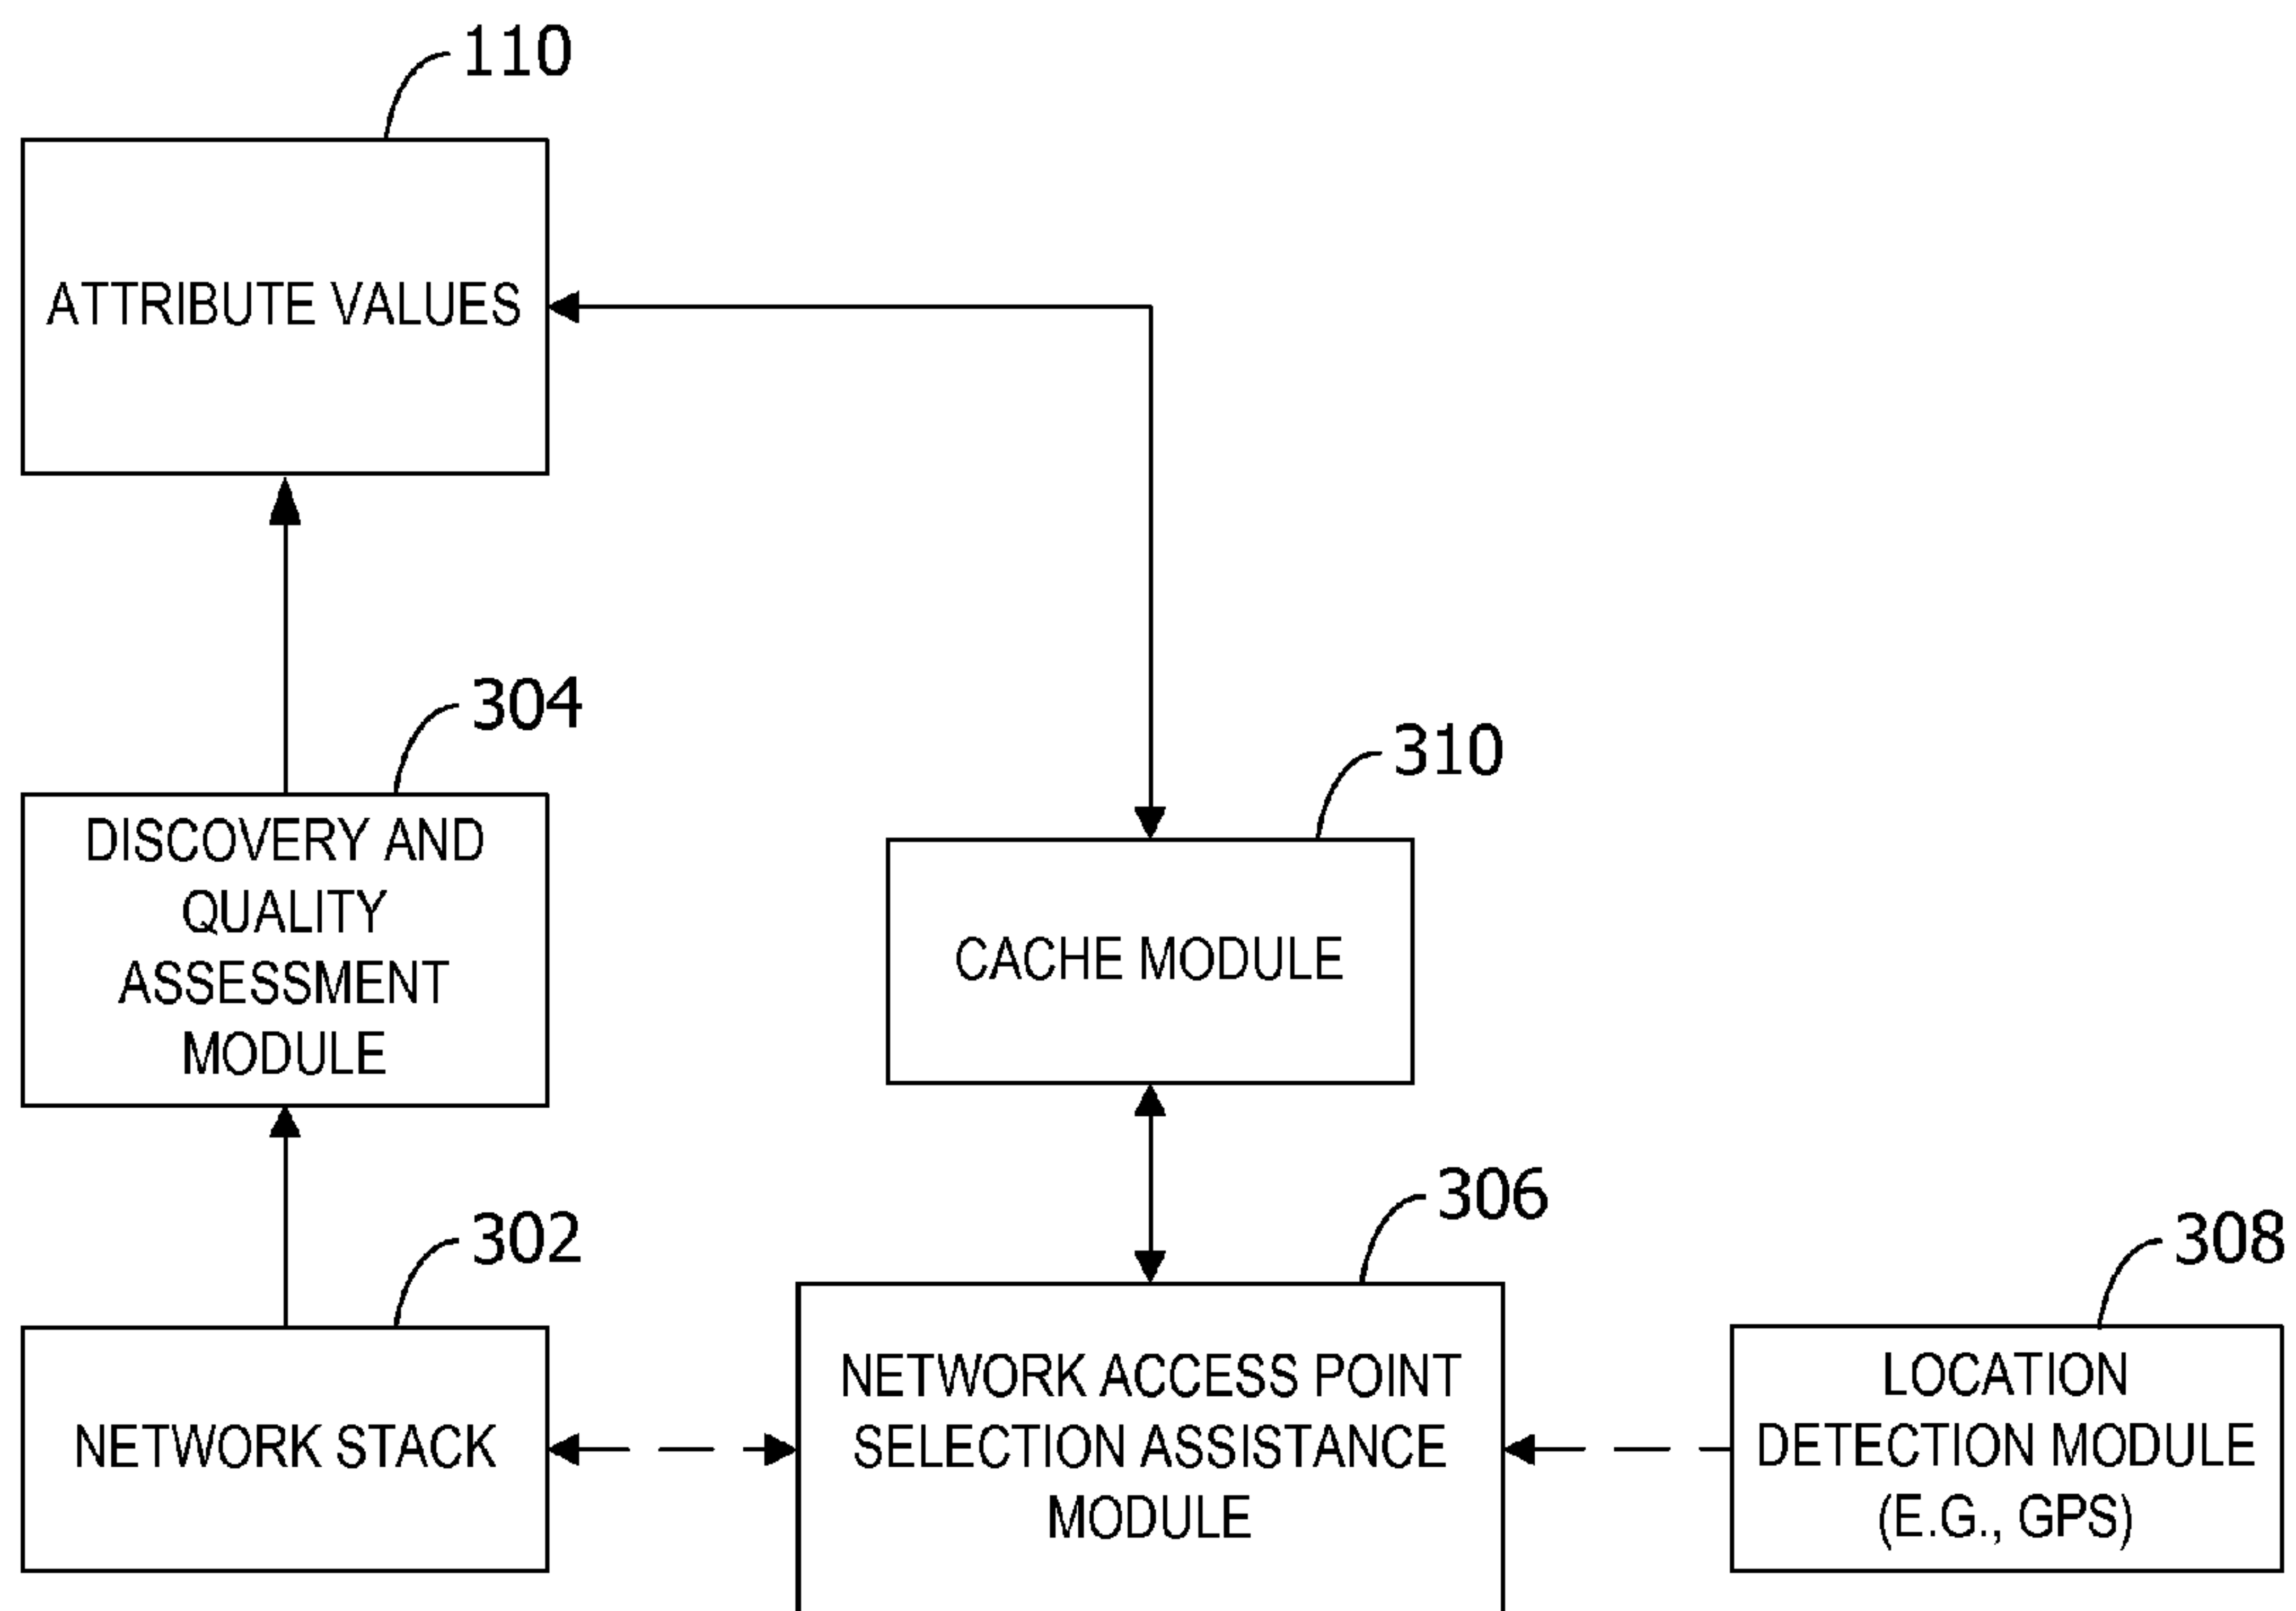 110
ATTRIBUTE VALUES
304
DISCOVERY AND
QUALITY
ASSESSMENT
MODULE
310
CACHE MODULE
302
NETWORK STACK
306
NETWORK ACCESS POINT
SELECTION ASSISTANCE
MODULE
308
LOCATION
DETECTION MODULE
(E.G., GPS)